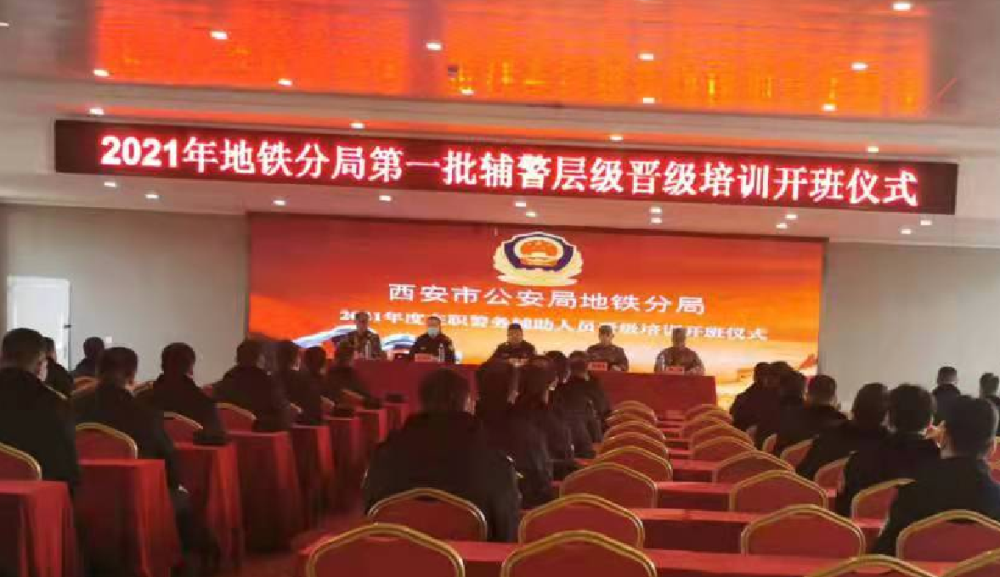 2021年地铁分局第一批辅警层级晋级培训开班仪式
西安市公安局地铁分局
2021年度 职警务辅助人员晋级培训开班仪式